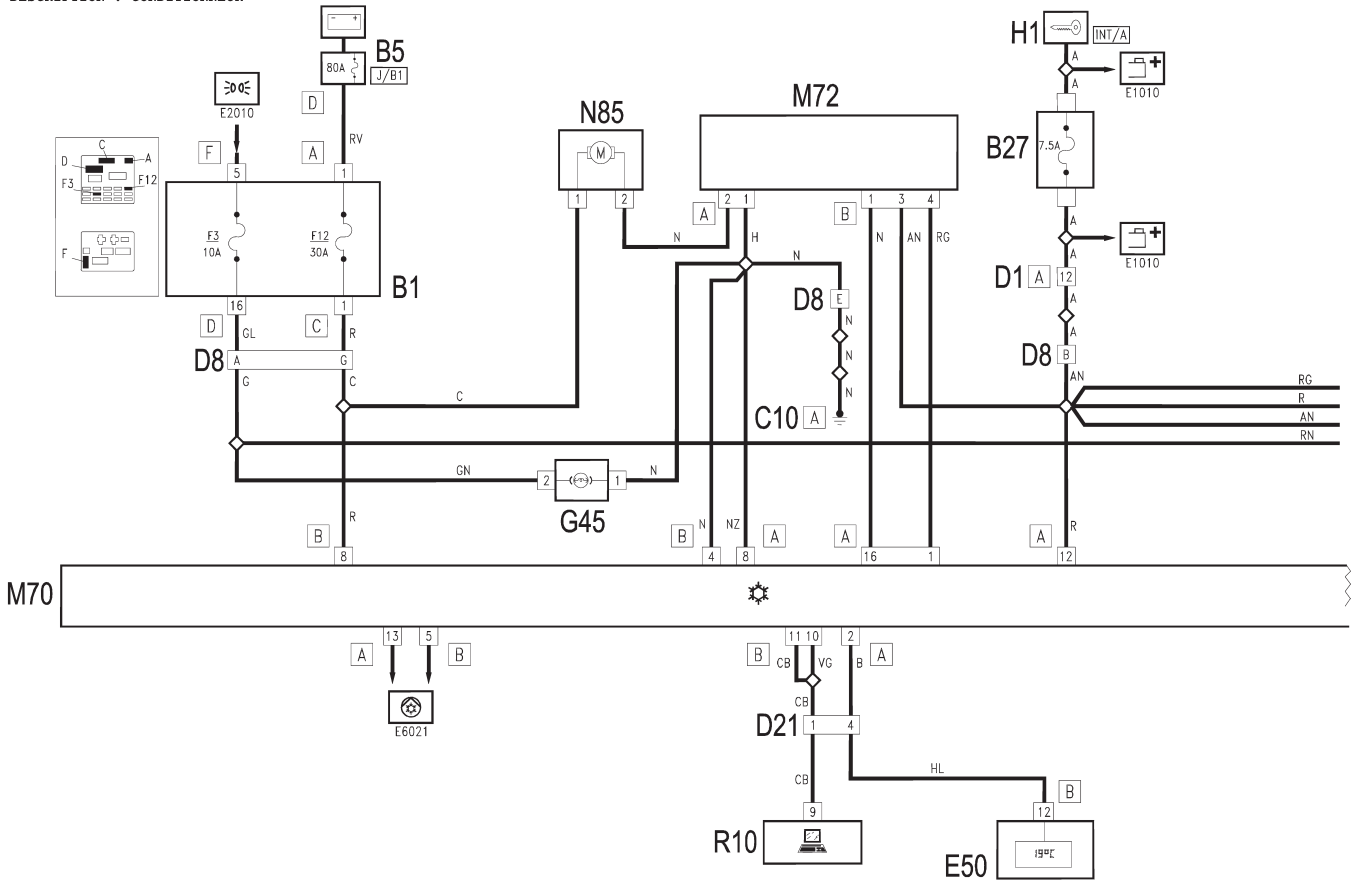 H1
INT/A
A
E1010
A
B5
80A
J/B1
E2010
D
RV
F
A
5
1
C
D
A
F3
F12
F
F3
10A
F12
30A
B1
16
1
D
GL
C
R
D8
A
G
G
C
N85
M
1
2
C
N
M72
2
1
A
H
1
3
4
B
N
AN
RG
N
D8
E
N
N
N
C10
A
B27
7.5A
A
E1010
A
D1
A
12
A
A
D8
B
AN
RG
R
AN
RN
GN
2
1
N
G45
R
B
8
B
N
4
NZ
8
A
A
16
1
A
R
12
M70
13
5
A
B
E6021
11
10
2
B
CB
VG
B
A
CB
D21
1
4
CB
HL
9
R10
B
12
19ºC
E50